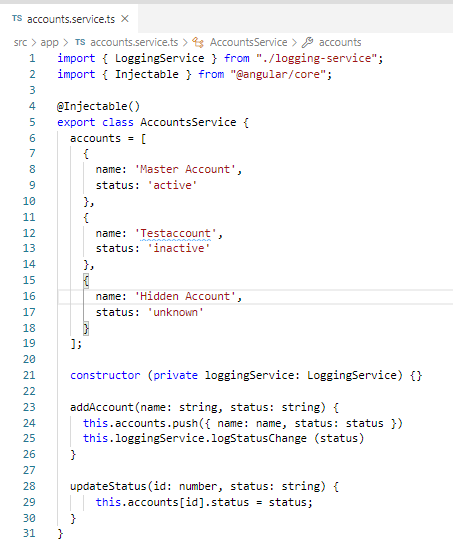 TS accounts.service.ts ×
src > app > TS accounts.service.ts > AccountsService > accounts
1 import { LoggingService } from "./logging-service";
2 import { Injectable } from "@angular/core";
3
4 @Injectable()
5 export class AccountsService {
6   accounts = [
7     {
8       name: 'Master Account',
9       status: 'active'
10     },
11     {
12       name: 'Testaccount',
13       status: 'inactive'
14     },
15     {
16       name: 'Hidden Account',
17       status: 'unknown'
18     }
19   ];
20
21   constructor (private loggingService: LoggingService) {}
22
23   addAccount(name: string, status: string) {
24     this.accounts.push({ name: name, status: status })
25     this.loggingService.logStatusChange (status)
26   }
27
28   updateStatus(id: number, status: string) {
29       this.accounts[id].status = status;
30   }
31 }